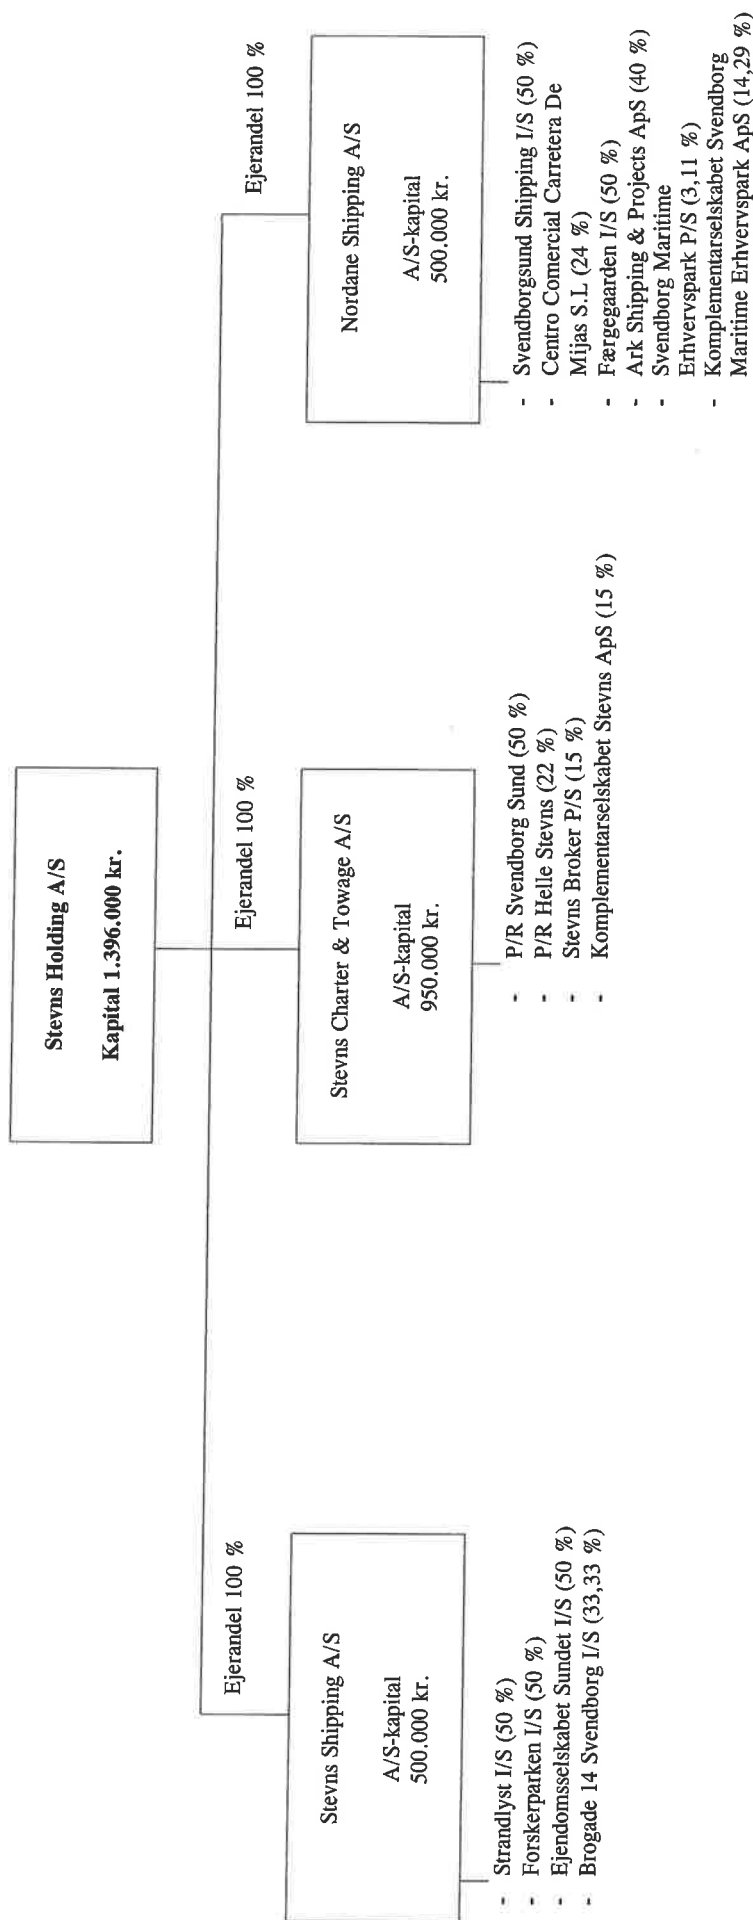 Stevns Holding A/S
Kapital 1.396.000 kr.
Ejerandel 100 %
Stevns Shipping A/S
A/S-kapital
500.000 kr.
- Strandlyst I/S (50 %)
- Forskerparken I/S (50 %)
- Ejendomsselskabet Sundet I/S (50 %)
- Brogade 14 Svendborg I/S (33,33 %)
Ejerandel 100 %
Stevns Charter & Towage A/S
A/S-kapital
950.000 kr.
- P/R Svendborg Sund (50 %)
- P/R Helle Stevns (22 %)
- Stevns Broker P/S (15 %)
- Komplementarselskabet Stevns ApS (15 %)
Ejerandel 100 %
Nordane Shipping A/S
A/S-kapital
500.000 kr.
- Svendborgsund Shipping I/S (50 %)
- Centro Comercial Carretera De
Mijas S.L (24 %)
- Færgegaarden I/S (50 %)
- Ark Shipping & Projects ApS (40 %)
- Svendborg Maritime
Erhvervspark P/S (3,11 %)
- Komplementarselskabet Svendborg
Maritime Erhvervspark ApS (14,29 %)